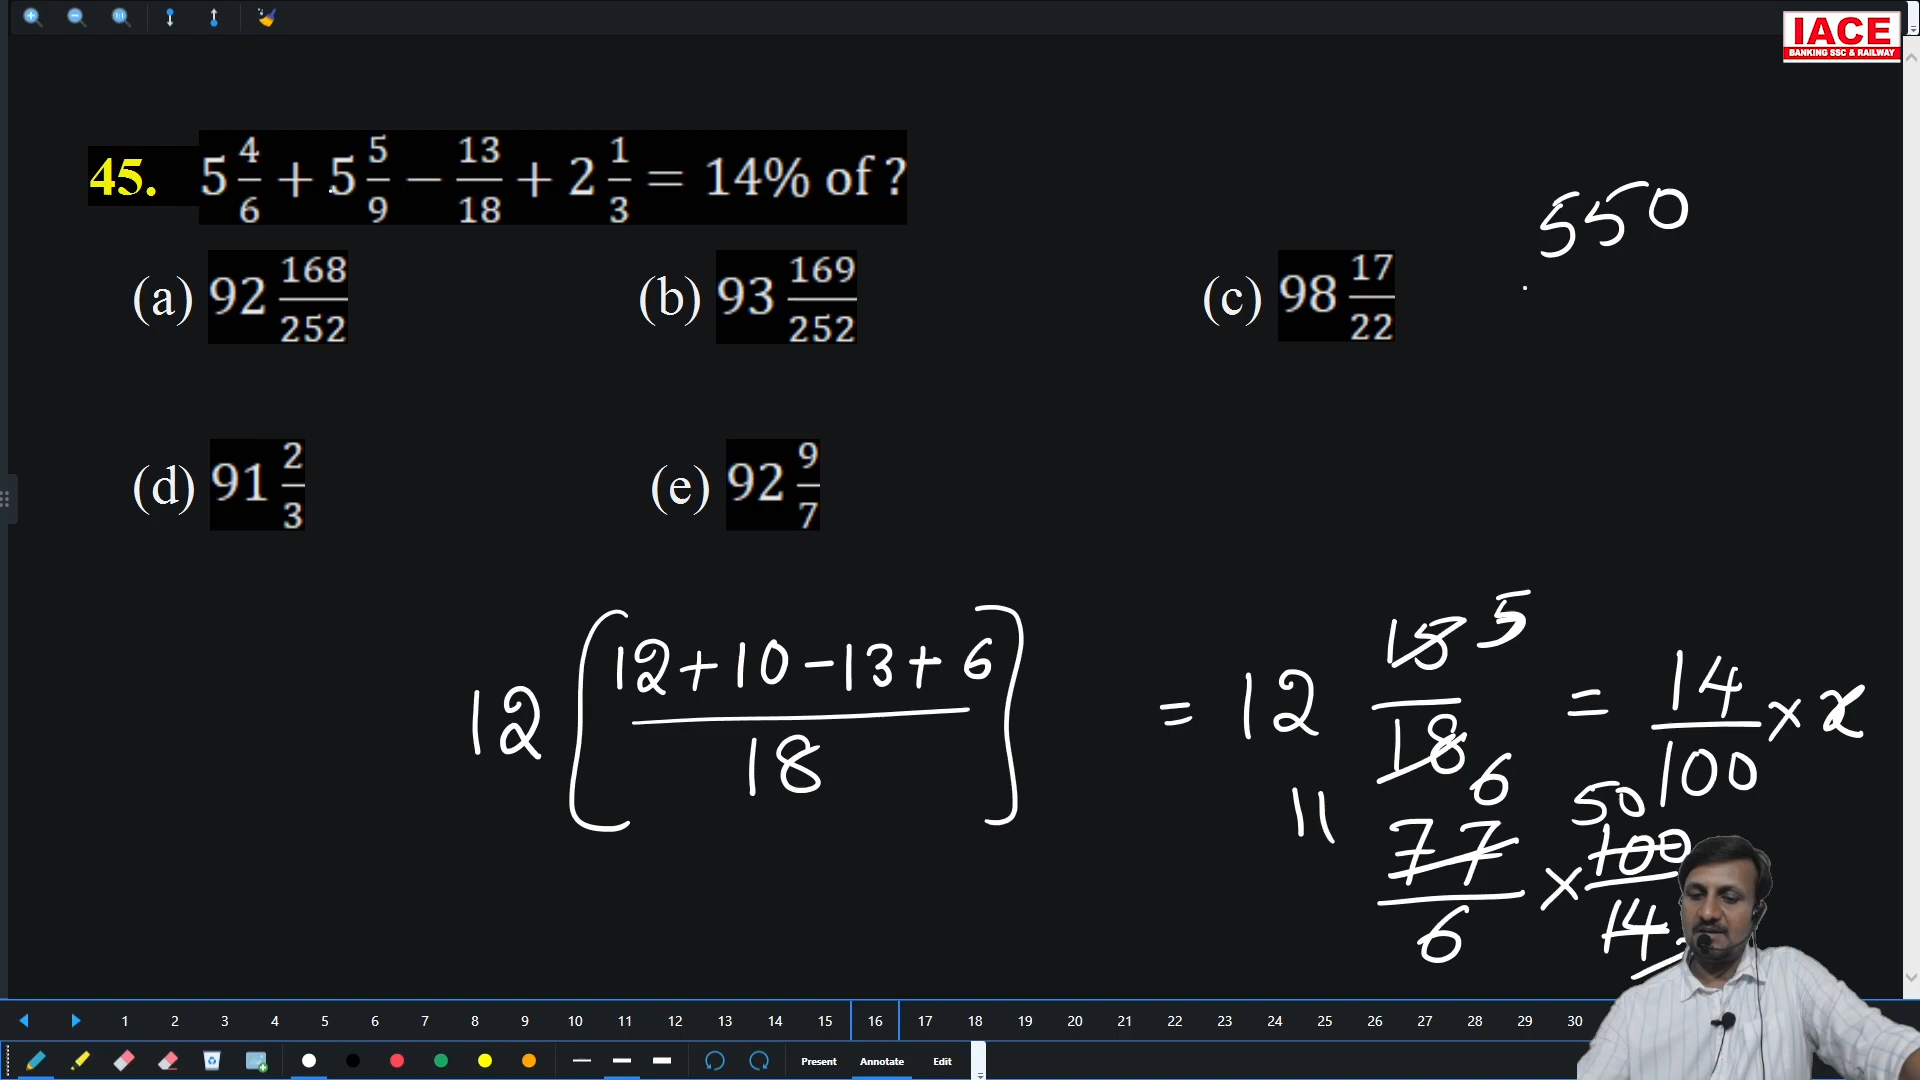 IACE
BANKING SSC & RAILWAY
45. 5 4/6 + 5 5/9 − 13/18 + 2 1/3 = 14% of ?
550
(a) 92 168/252 (b) 93 169/252 (c) 98 17/22
(d) 91 2/3 (e) 92 9/7
12 [12+10-13+6 / 18] = 12 15/18 5/6 = 14/100 × x
11 77/6 × 50 100/14
1 2 3 4 5 6 7 8 9 10 11 12 13 14 15 16 17 18 19 20 21 22 23 24 25 26 27 28 29 30
Present Annotate Edit